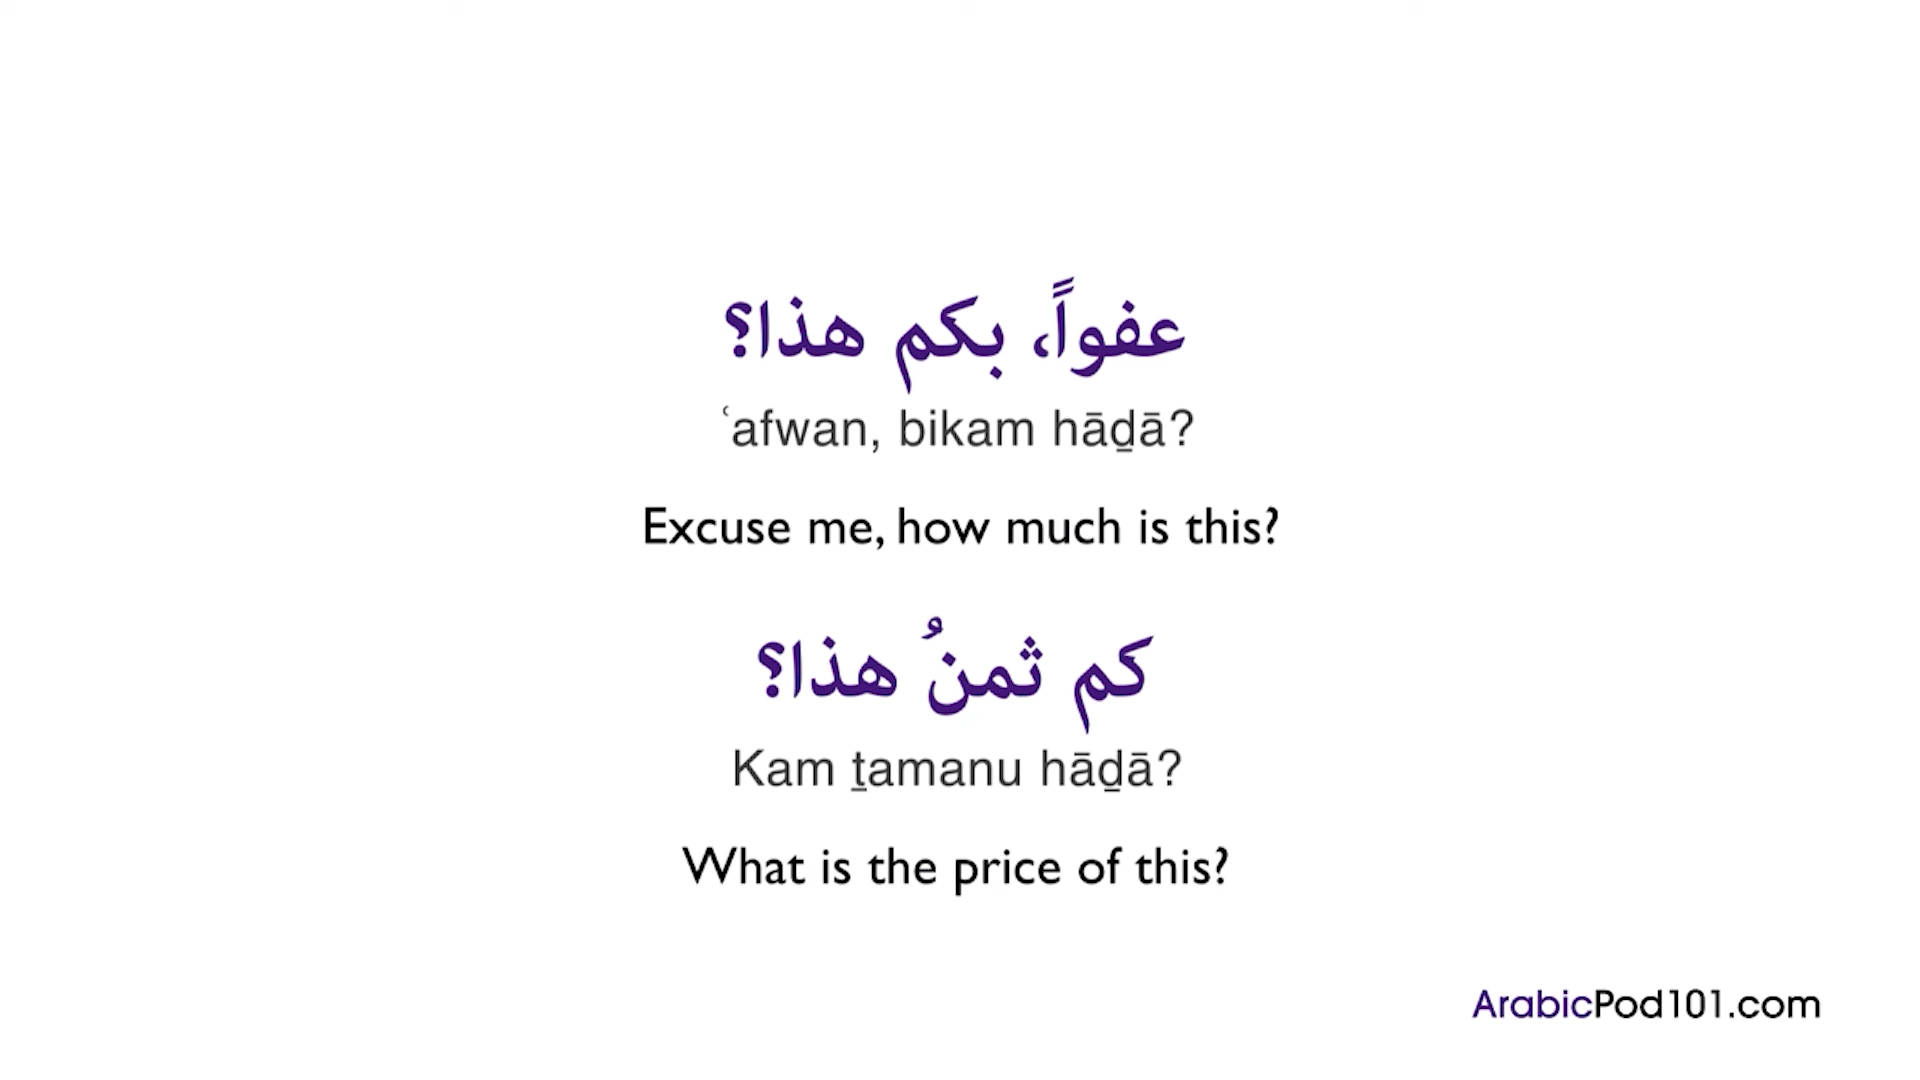 عفواً، بكم هذا؟
ʿafwan, bikam hāḏā?
Excuse me, how much is this?
كم ثمنُ هذا؟
Kam ṯamanu hāḏā?
What is the price of this?
ArabicPod101.com